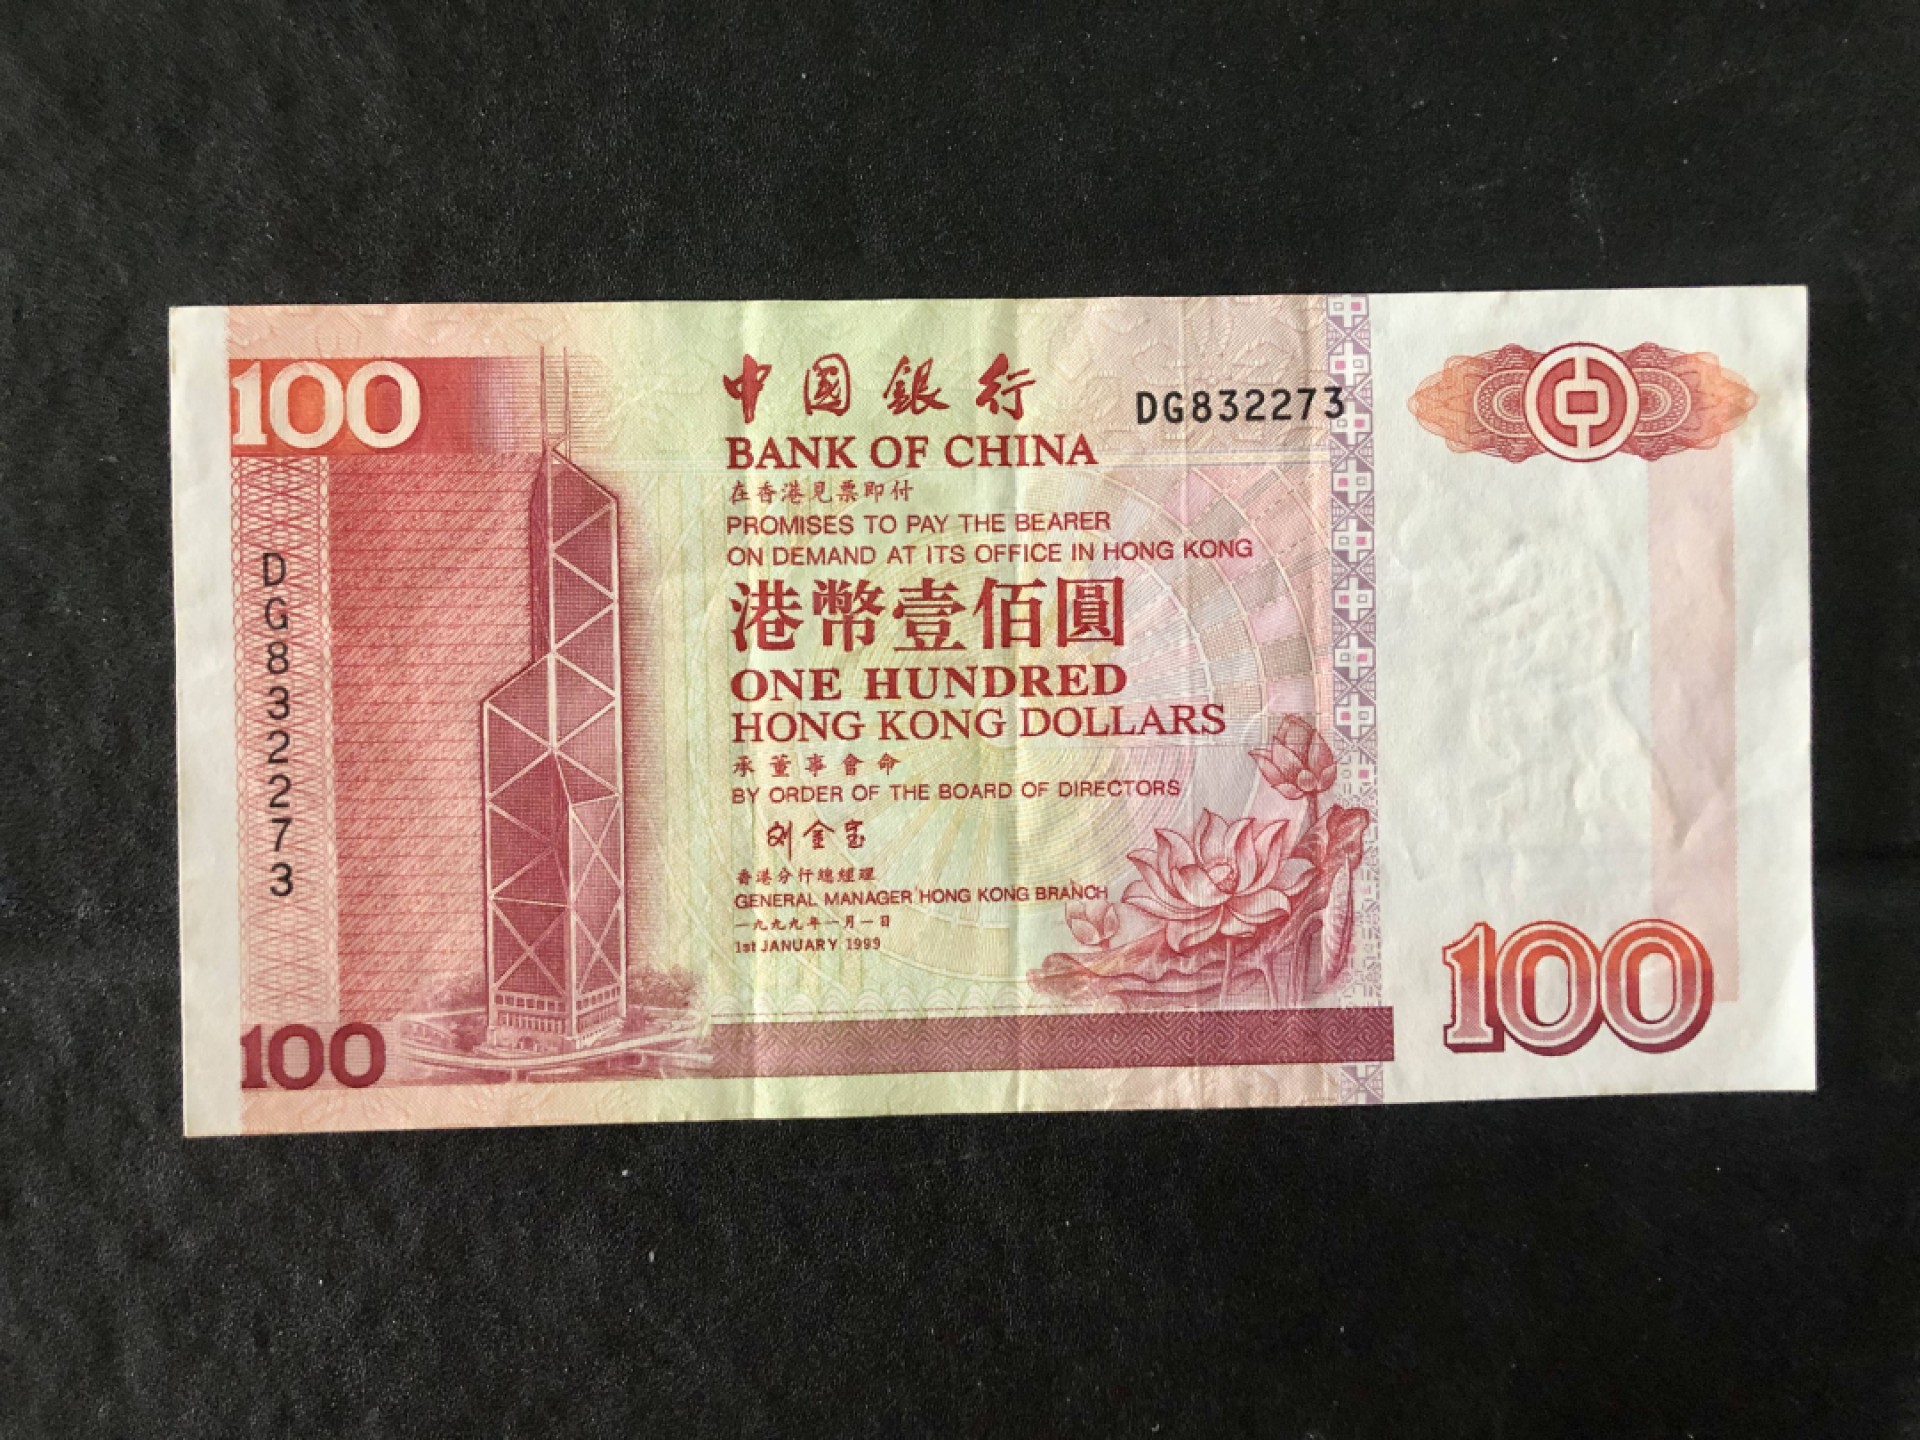 100
中國銀行
DG832273
BANK OF CHINA
在香港見票即付
PROMISES TO PAY THE BEARER
ON DEMAND AT ITS OFFICE IN HONG KONG
DG832273
港幣壹佰圓
ONE HUNDRED
HONG KONG DOLLARS
承董事會命
BY ORDER OF THE BOARD OF DIRECTORS
刘金宝
香港分行總經理
GENERAL MANAGER HONG KONG BRANCH
一九九九年一月一日
1st JANUARY 1999
100
100